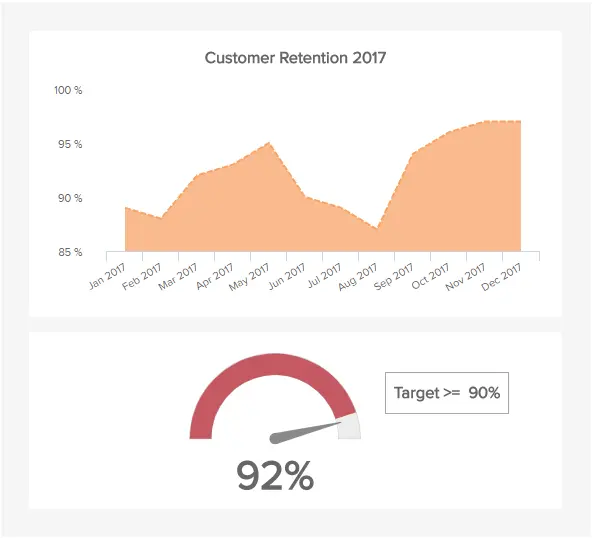 Customer Retention 2017
100 %
95 %
90 %
85 %
Jan 2017
Feb 2017
Mar 2017
Apr 2017
May 2017
Jun 2017
Jul 2017
Aug 2017
Sep 2017
Oct 2017
Nov 2017
Dec 2017
Target >= 90%
92%